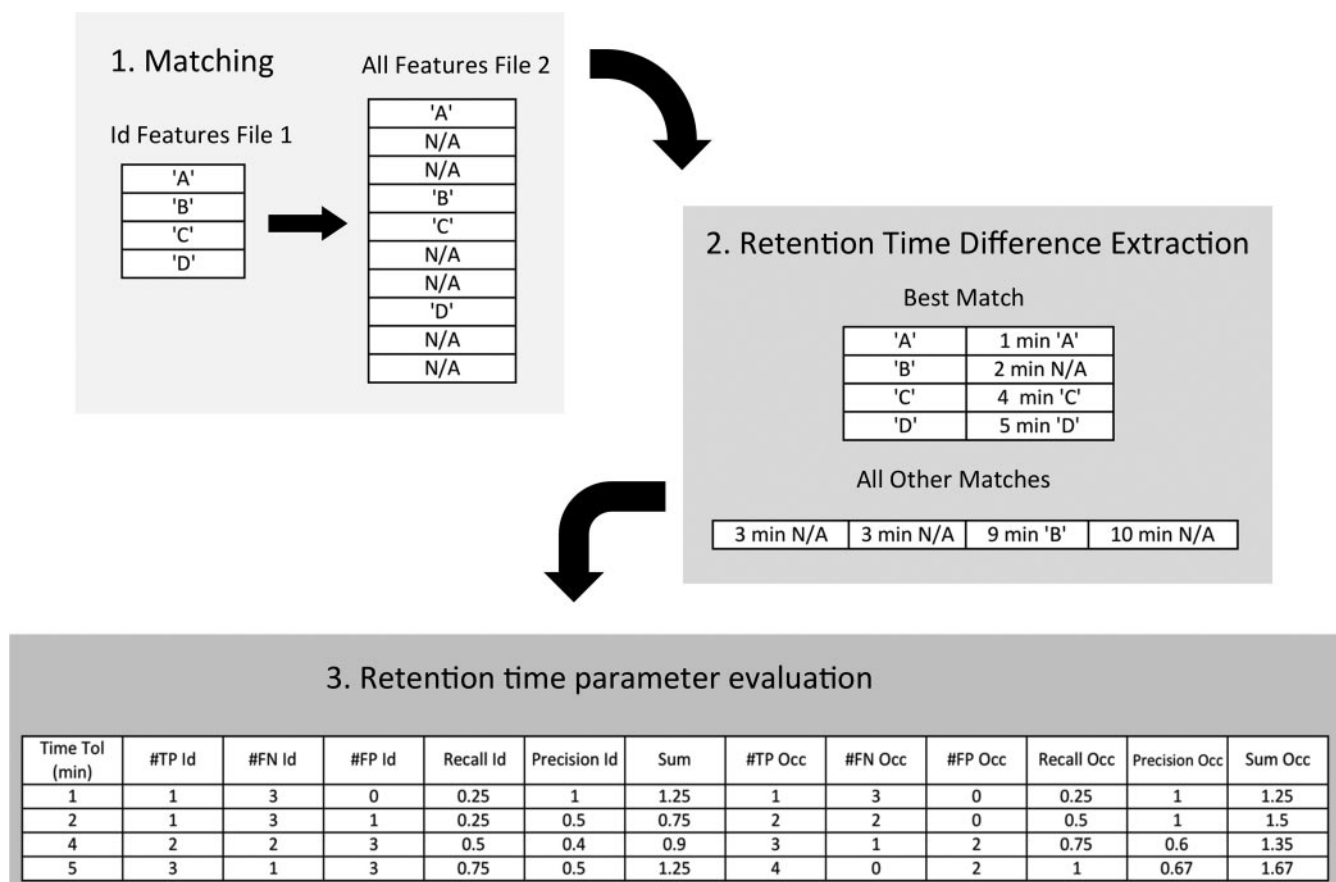 1. Matching
Id Features File 1
'A'
'B'
'C'
'D'
All Features File 2
'A'
N/A
N/A
'B'
'C'
N/A
N/A
'D'
N/A
N/A
2. Retention Time Difference Extraction
Best Match
'A' 1 min 'A'
'B' 2 min N/A
'C' 4 min 'C'
'D' 5 min 'D'
All Other Matches
3 min N/A 3 min N/A 9 min 'B' 10 min N/A
3. Retention time parameter evaluation
Time Tol (min) #TP Id #FN Id #FP Id Recall Id Precision Id Sum #TP Occ #FN Occ #FP Occ Recall Occ Precision Occ Sum Occ
1 1 3 0 0.25 1 1.25 1 3 0 0.25 1 1.25
2 1 3 1 0.25 0.5 0.75 2 2 0 0.5 1 1.5
4 2 2 3 0.5 0.4 0.9 3 1 2 0.75 0.6 1.35
5 3 1 3 0.75 0.5 1.25 4 0 2 1 0.67 1.67